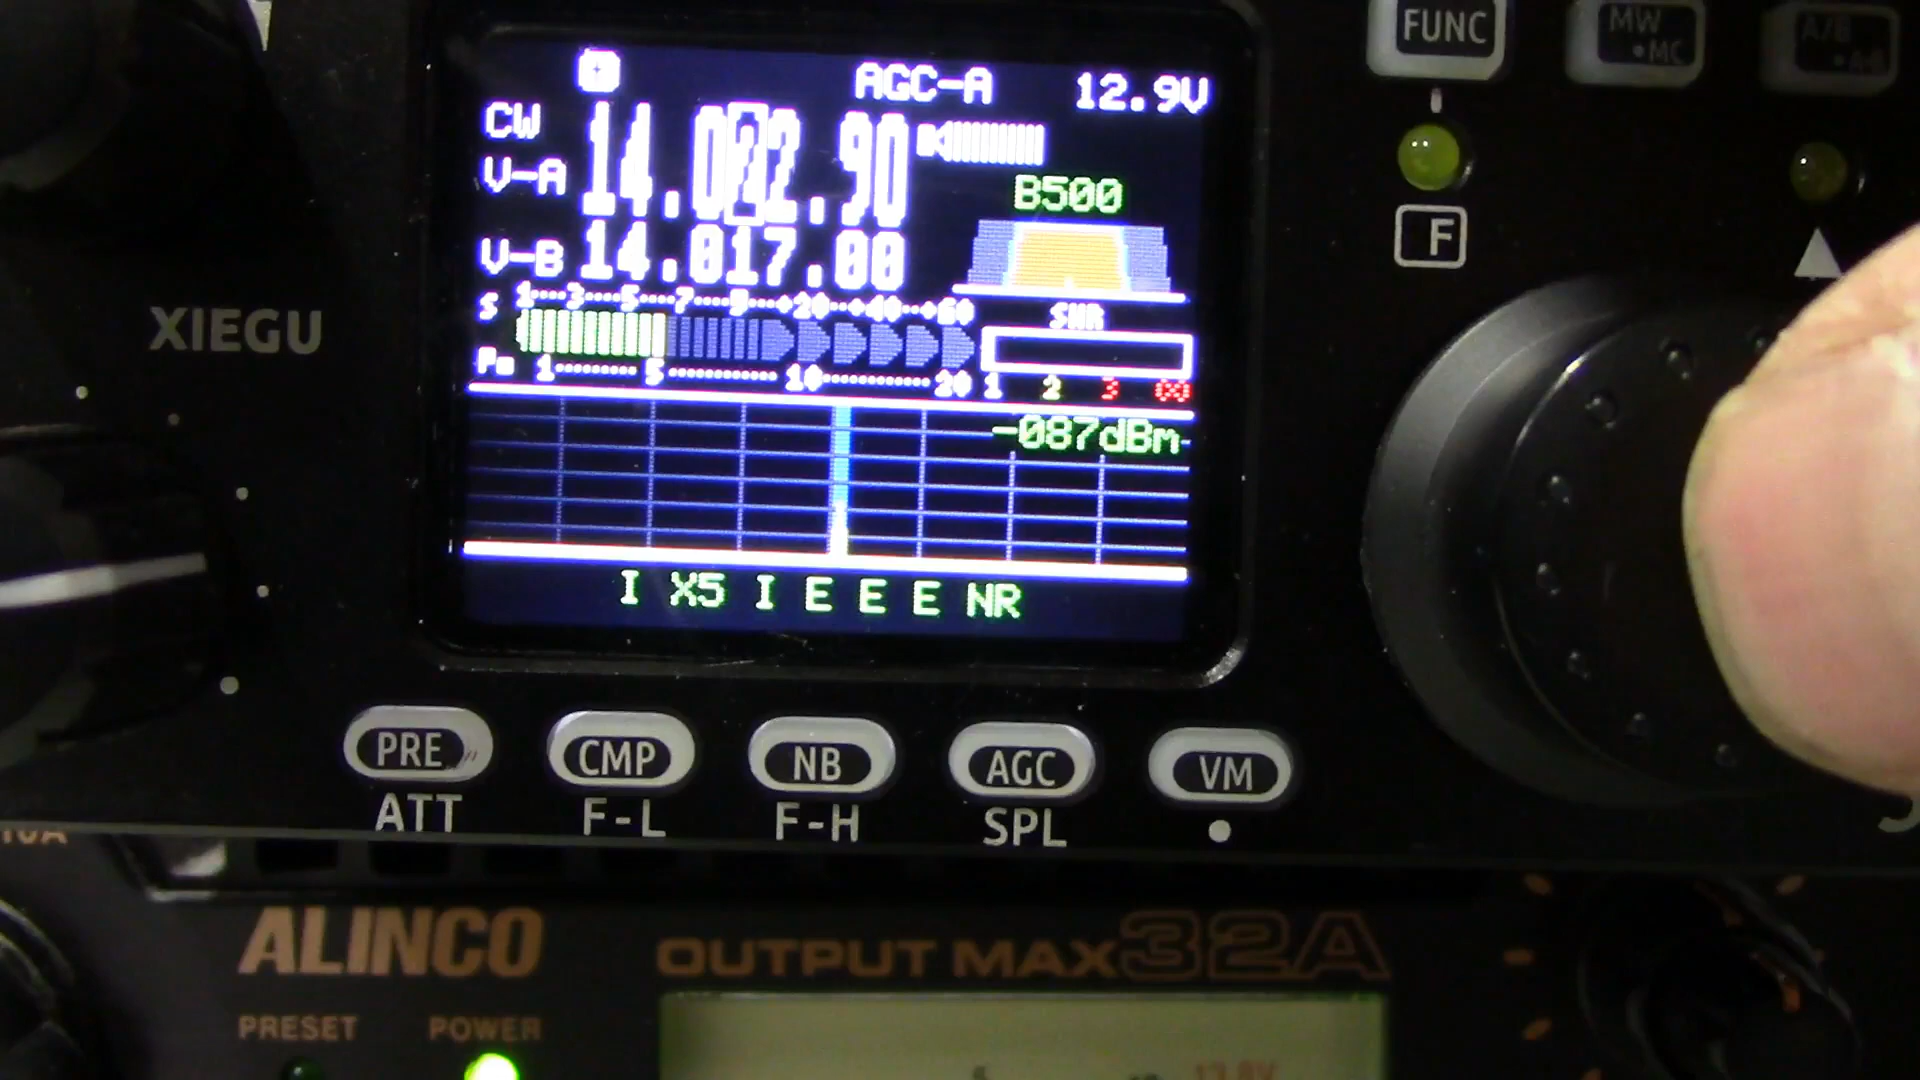 FUNC
MW
•MC
A/B
AGC-A 12.9V
CW
V-A 14.022.90
B500
V-B 14.017.00
F
S 1 3 5 7 9 +20 +40 +60
SWR
Po 1 5 10 20
1 2 3 ∞
-087dBm
XIEGU
I X5 I E E E NR
PRE CMP NB AGC VM
ATT F-L F-H SPL
ALINCO
OUTPUT MAX 32A
PRESET POWER